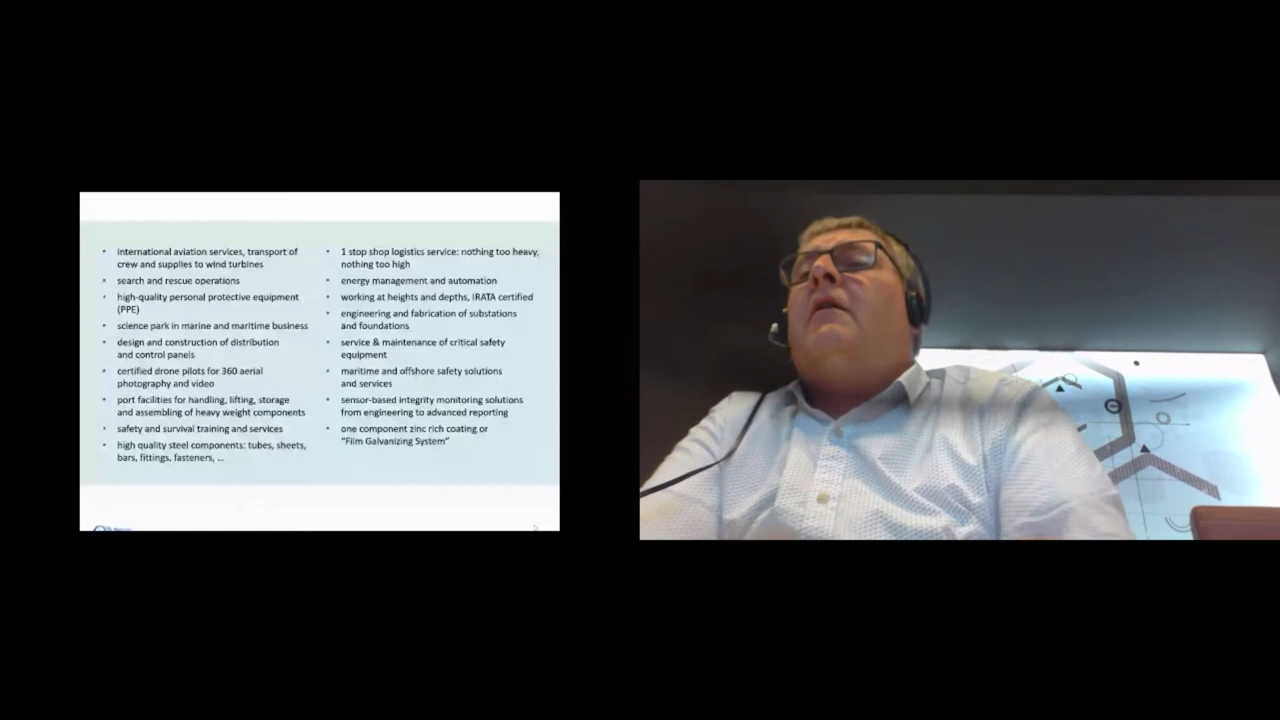 international aviation services, transport of
crew and supplies to wind turbines
search and rescue operations
high-quality personal protective equipment
(PPE)
science park in marine and maritime business
design and construction of distribution
and control panels
certified drone pilots for 360 aerial
photography and video
port facilities for handling, lifting, storage
and assembling of heavy weight components
safety and survival training and services
high quality steel components: tubes, sheets,
bars, fittings, fasteners, ...
1 stop shop logistics service: nothing too heavy,
nothing too high
energy management and automation
working at heights and depths, IRATA certified
engineering and fabrication of substations
and foundations
service & maintenance of critical safety
equipment
maritime and offshore safety solutions
and services
sensor-based integrity monitoring solutions
from engineering to advanced reporting
one component zinc rich coating or
"Film Galvanizing System"